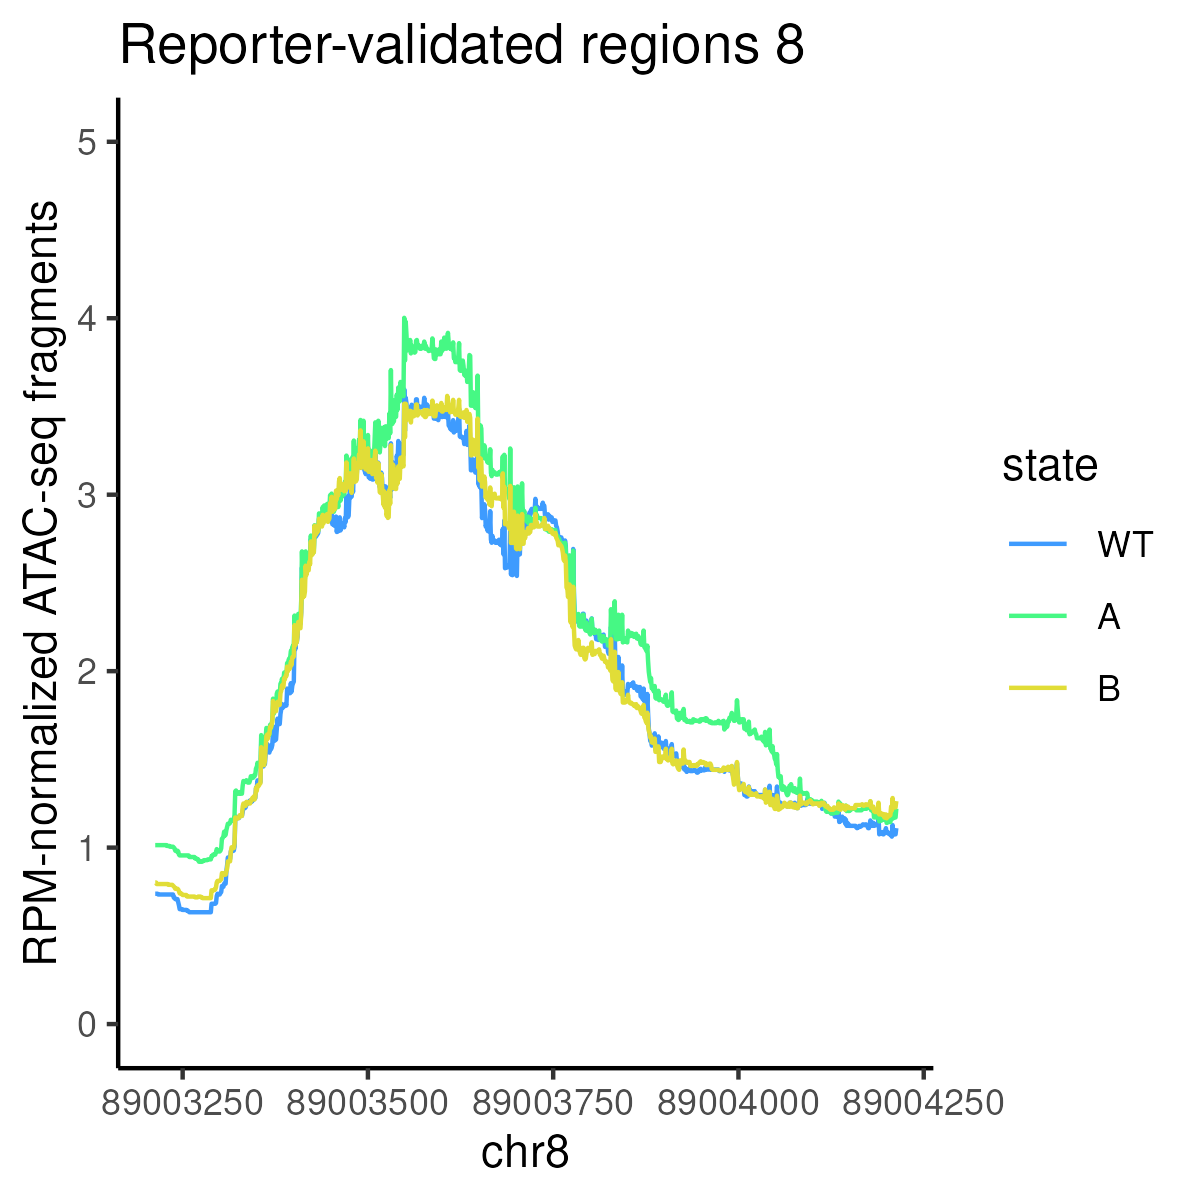 Reporter-validated regions 8
RPM-normalized ATAC-seq fragments
5
4
3
2
1
0
89003250 89003500 89003750 89004000 89004250
chr8
state
WT
A
B